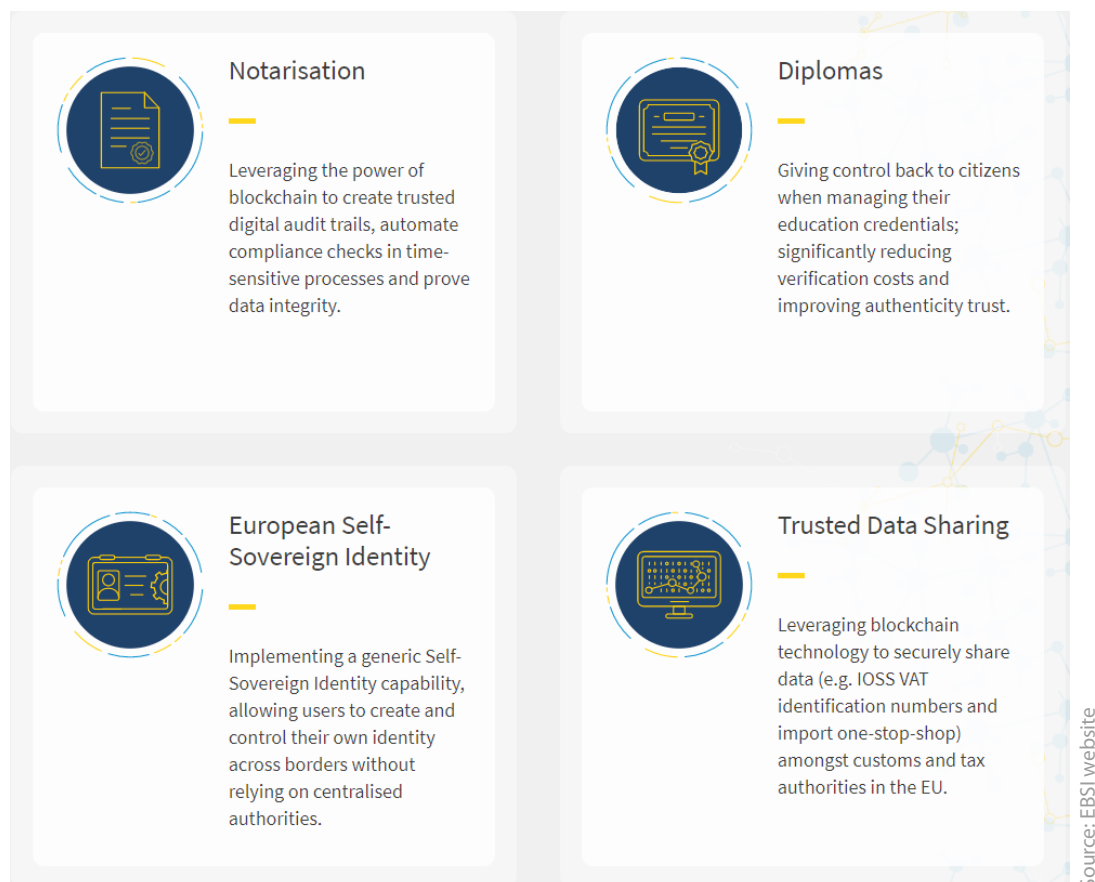 Notarisation
Leveraging the power of
blockchain to create trusted
digital audit trails, automate
compliance checks in time-
sensitive processes and prove
data integrity.
Diplomas
Giving control back to citizens
when managing their
education credentials;
significantly reducing
verification costs and
improving authenticity trust.
European Self-
Sovereign Identity
Implementing a generic Self-
Sovereign Identity capability,
allowing users to create and
control their own identity
across borders without
relying on centralised
authorities.
Trusted Data Sharing
Leveraging blockchain
technology to securely share
data (e.g. IOSS VAT
identification numbers and
import one-stop-shop)
amongst customs and tax
authorities in the EU.
Source: EBSI website